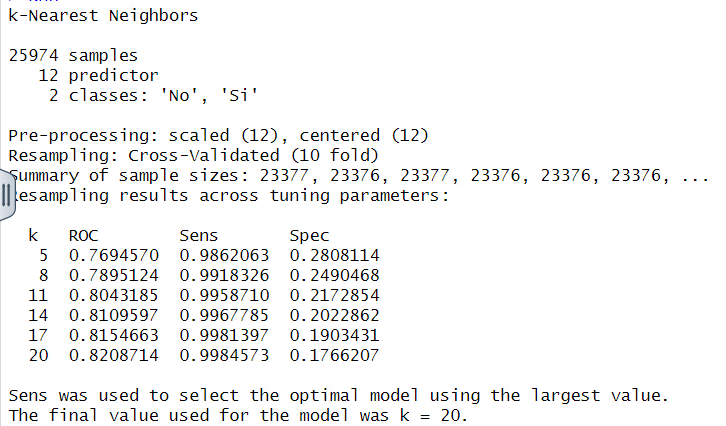 k-Nearest Neighbors
25974 samples
12 predictor
2 classes: 'No', 'Si'
Pre-processing: scaled (12), centered (12)
Resampling: Cross-Validated (10 fold)
Summary of sample sizes: 23377, 23376, 23377, 23376, 23376, 23376, ...
esampling results across tuning parameters:
k ROC Sens Spec
5 0.7694570 0.9862063 0.2808114
8 0.7895124 0.9918326 0.2490468
11 0.8043185 0.9958710 0.2172854
14 0.8109597 0.9967785 0.2022862
17 0.8154663 0.9981397 0.1903431
20 0.8208714 0.9984573 0.1766207
Sens was used to select the optimal model using the largest value.
The final value used for the model was k = 20.